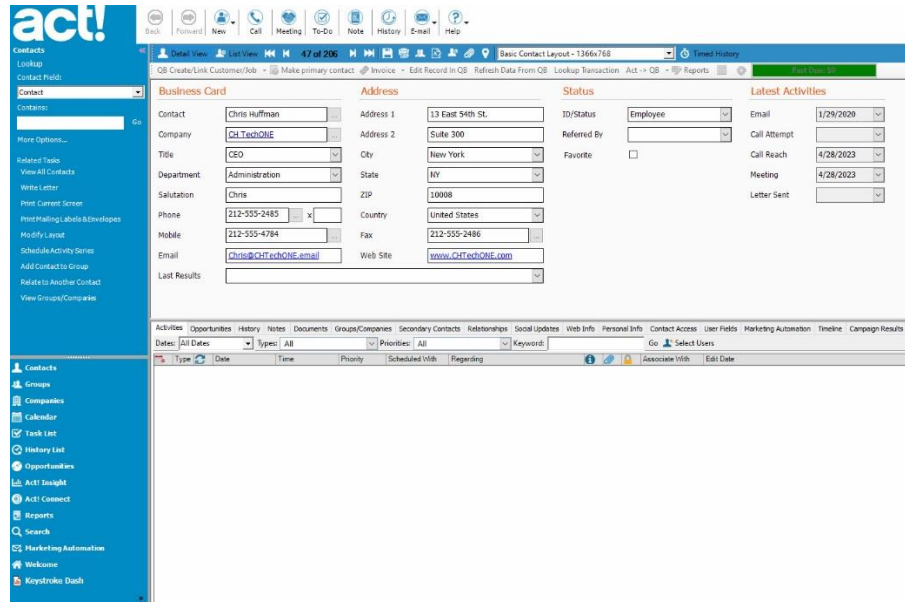 act!
Back Forward New Call Meeting To-Do Note History E-mail Help
Contacts
Lookup
Contact Field:
Contact
Contains:
Go
More Options...
Related Tasks
View All Contacts
Write Letter
Print Current Screen
Print Mailing Labels & Envelopes
Modify Layout
Schedule Activity Series
Add Contact to Group
Relate to Another Contact
View Groups/Companies
Contacts
Groups
Companies
Calendar
Task List
History List
Opportunities
Act! Insight
Act! Connect
Reports
Search
Marketing Automation
Welcome
Keystroke Dash
Detail View List View 47 of 206 Basic Contact Layout - 1366x768 Timed History
QB Create/Link Customer/Job Make primary contact Invoice Edit Record in QB Refresh Data From QB Lookup Transaction Act -> QB Reports Past Due: $0
Business Card Address Status Latest Activities
Contact Chris Huffman ... Address 1 13 East 54th St. ID/Status Employee Email 1/29/2020
Company CH TechONE ... Address 2 Suite 300 Referred By Call Attempt
Title CEO City New York Favorite Call Reach 4/28/2023
Department Administration State NY Meeting 4/28/2023
Salutation Chris ZIP 10008 Letter Sent
Phone 212-555-2485 ... x Country United States
Mobile 212-555-4784 ... Fax 212-555-2486 ...
Email Chris@CHTechONE.email Web Site www.CHTechONE.com
Last Results
Activities Opportunities History Notes Documents Groups/Companies Secondary Contacts Relationships Social Updates Web Info Personal Info Contact Access User Fields Marketing Automation Timeline Campaign Results
Dates: All Dates Types: All Priorities: All Keyword: Go Select Users
Type Date Time Priority Scheduled With Regarding Associate With Edit Date